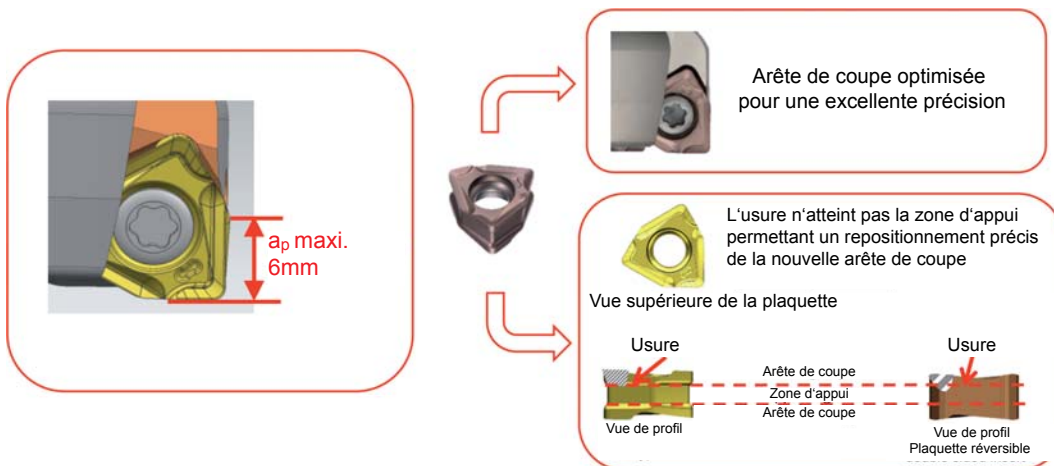 aₚ maxi.
6mm
Arête de coupe optimisée
pour une excellente précision
L'usure n'atteint pas la zone d'appui
permettant un repositionnement précis
de la nouvelle arête de coupe
Vue supérieure de la plaquette
Usure
Usure
Arête de coupe
Zone d'appui
Arête de coupe
Vue de profil
Vue de profil
Plaquette réversible